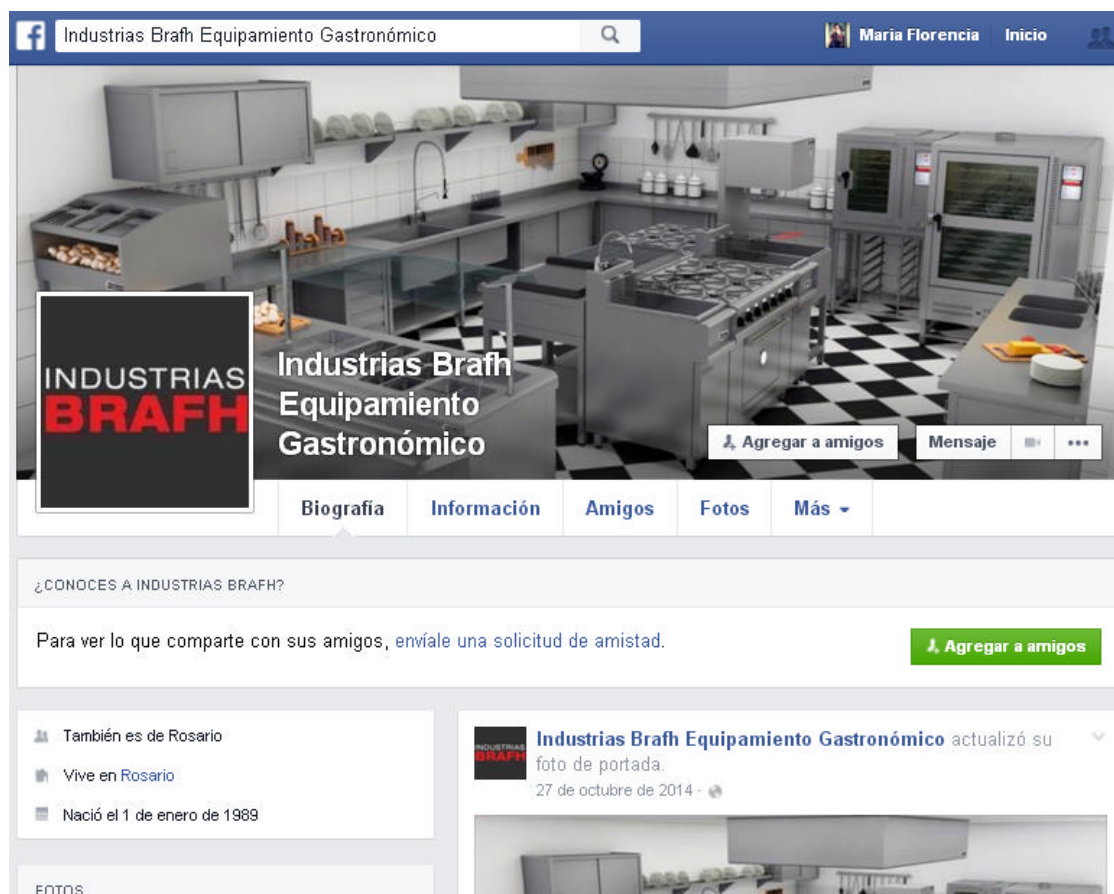 Industrias Brafh Equipamiento Gastronómico
Maria Florencia
Inicio
INDUSTRIAS
BRAFH
Industrias Brafh
Equipamiento
Gastronómico
Agregar a amigos
Mensaje
Biografía
Información
Amigos
Fotos
Más
¿CONOCES A INDUSTRIAS BRAFH?
Para ver lo que comparte con sus amigos, envíale una solicitud de amistad.
Agregar a amigos
También es de Rosario
Vive en Rosario
Nació el 1 de enero de 1989
FOTOS
INDUSTRIAS
BRAFH
Industrias Brafh Equipamiento Gastronómico actualizó su
foto de portada.
27 de octubre de 2014 ·